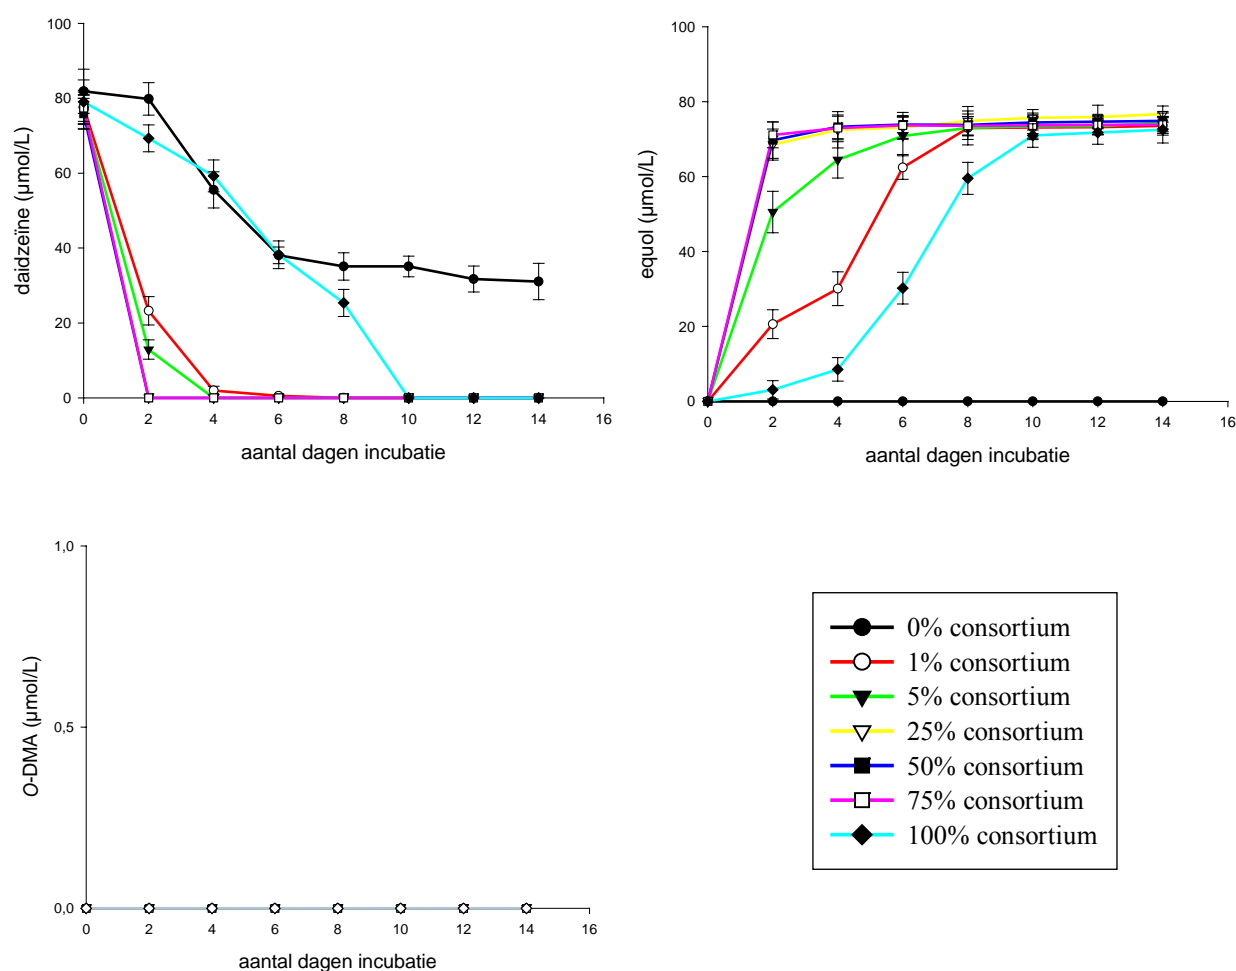 100
80
60
40
20
0
daidzeïne (µmol/L)
0 2 4 6 8 10 12 14 16
aantal dagen incubatie
100
80
60
40
20
0
equol (µmol/L)
0 2 4 6 8 10 12 14 16
aantal dagen incubatie
1,0
0,5
0,0
O-DMA (µmol/L)
0 2 4 6 8 10 12 14 16
aantal dagen incubatie
0% consortium
1% consortium
5% consortium
25% consortium
50% consortium
75% consortium
100% consortium